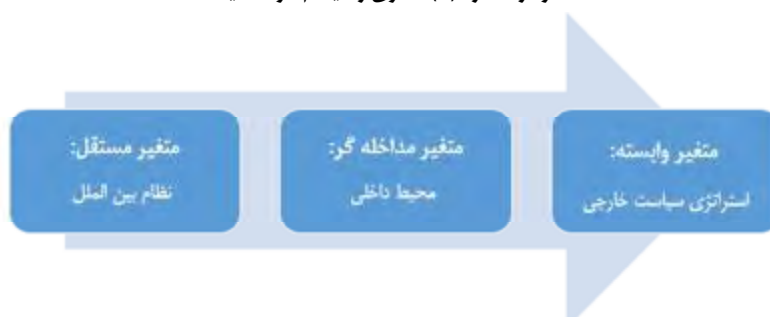 متغیر مستقل:
نظام بین الملل
متغیر مداخله گر:
محیط داخلی
متغیر وابسته:
استراتژی سیاست خارجی